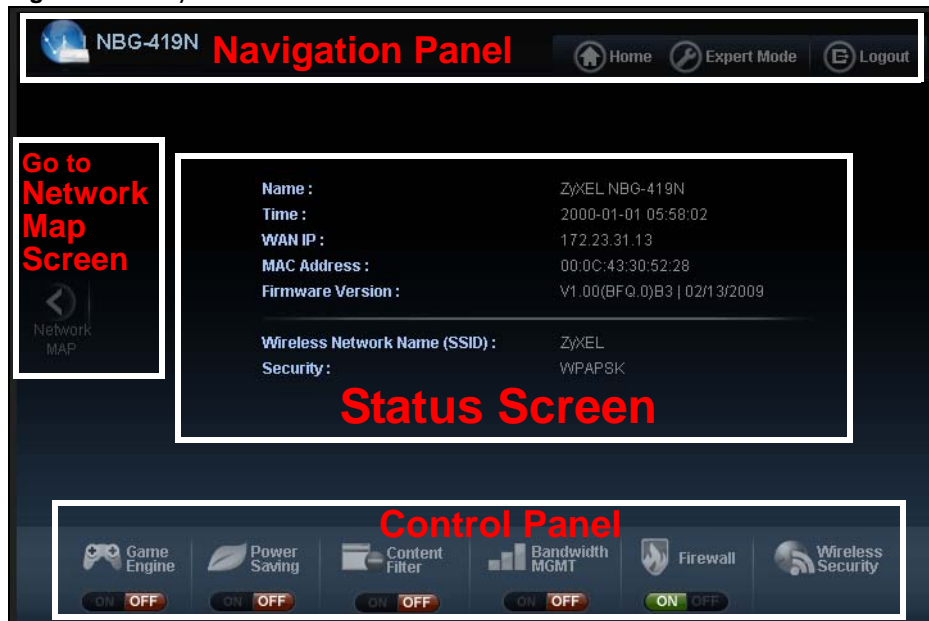 NBG-419N
Navigation Panel
Home Expert Mode Logout
Go to
Network
Map
Screen
Network
MAP
Name : ZyXEL NBG-419N
Time : 2000-01-01 05:58:02
WAN IP : 172.23.31.13
MAC Address : 00:0C:43:30:52:28
Firmware Version : V1.00(BFQ.0)B3 | 02/13/2009
Wireless Network Name (SSID) : ZyXEL
Security : WPAPSK
Status Screen
Control Panel
Game
Engine
ON OFF
Power
Saving
ON OFF
Content
Filter
ON OFF
Bandwidth
MGMT
ON OFF
Firewall
ON OFF
Wireless
Security